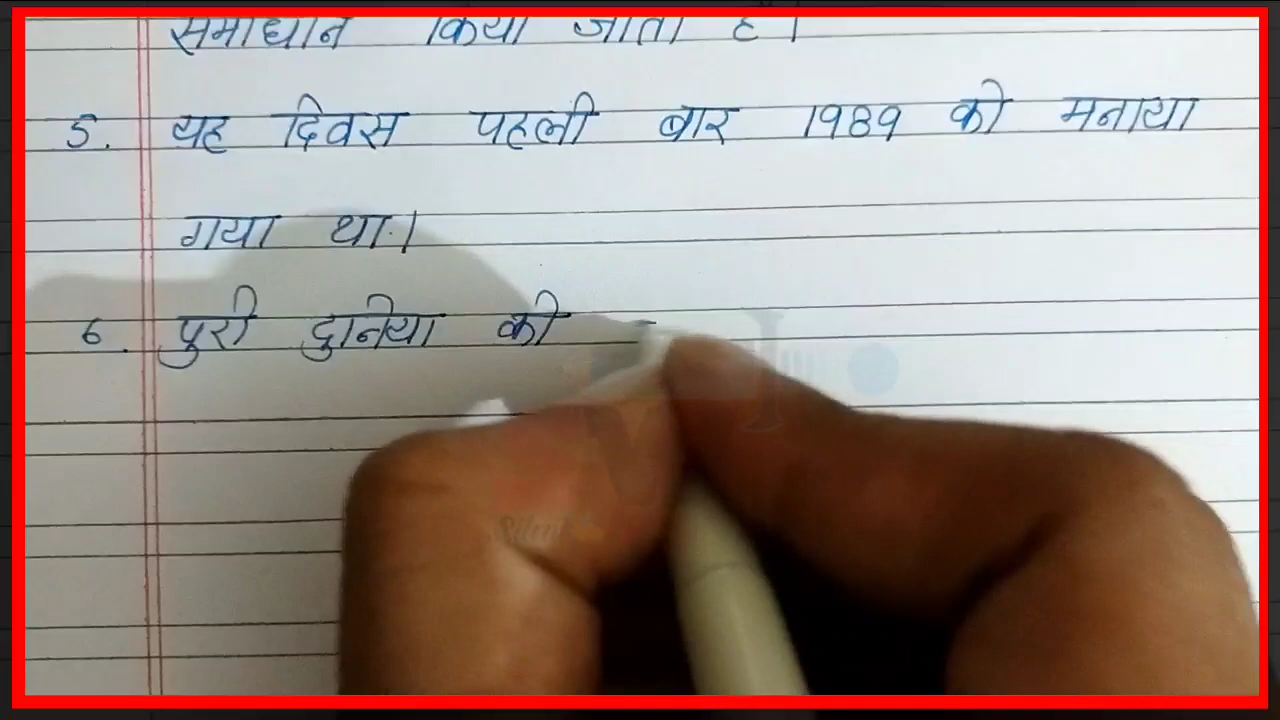 समाधान किया जाता है।
5. यह दिवस पहली बार 1989 को मनाया
गया था।
6. पुरी दुनिया की